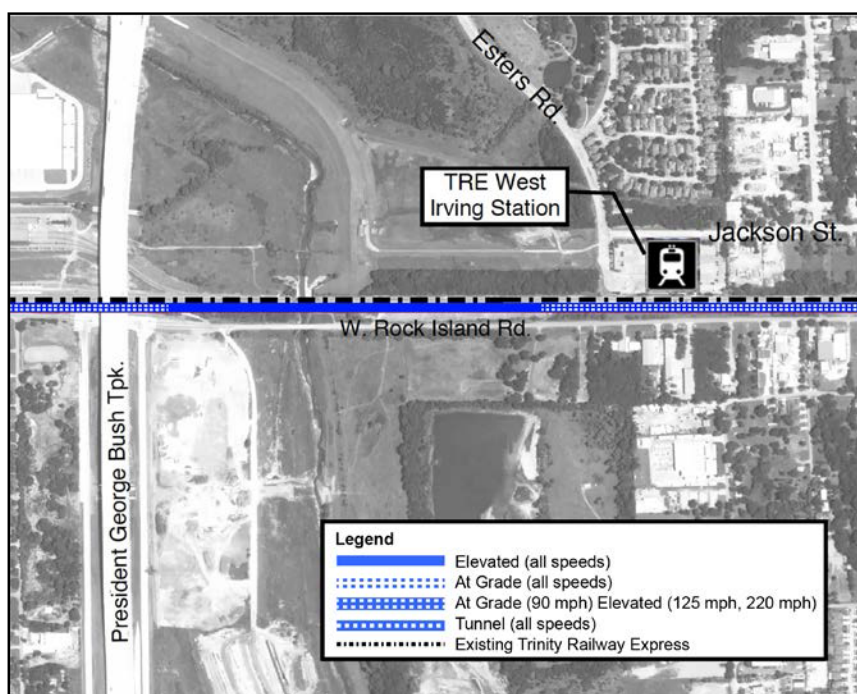 Esters Rd.
TRE West
Irving Station
Jackson St.
W. Rock Island Rd.
President George Bush Tpk.
Legend
Elevated (all speeds)
At Grade (all speeds)
At Grade (90 mph) Elevated (125 mph, 220 mph)
Tunnel (all speeds)
Existing Trinity Railway Express